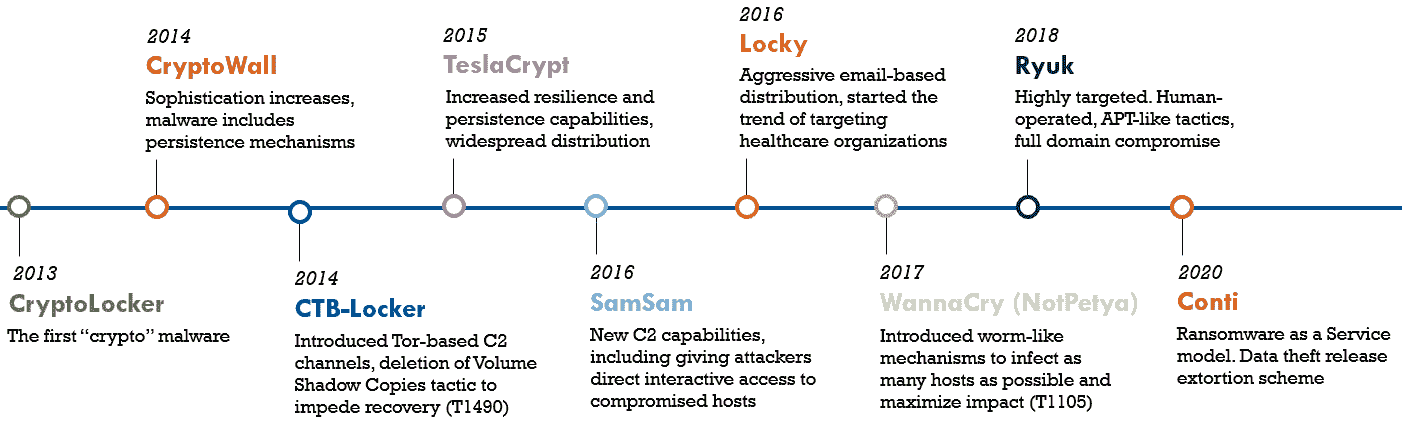 2014
CryptoWall
Sophistication increases,
malware includes
persistence mechanisms
2015
TeslaCrypt
Increased resilience and
persistence capabilities,
widespread distribution
2016
Locky
Aggressive email-based
distribution, started the
trend of targeting
healthcare organizations
2018
Ryuk
Highly targeted. Human-
operated, APT-like tactics,
full domain compromise
2013
CryptoLocker
The first “crypto” malware
2014
CTB-Locker
Introduced Tor-based C2
channels, deletion of Volume
Shadow Copies tactic to
impede recovery (T1490)
2016
SamSam
New C2 capabilities,
including giving attackers
direct interactive access to
compromised hosts
2017
WannaCry (NotPetya)
Introduced worm-like
mechanisms to infect as
many hosts as possible and
maximize impact (T1105)
2020
Conti
Ransomware as a Service
model. Data theft release
extortion scheme